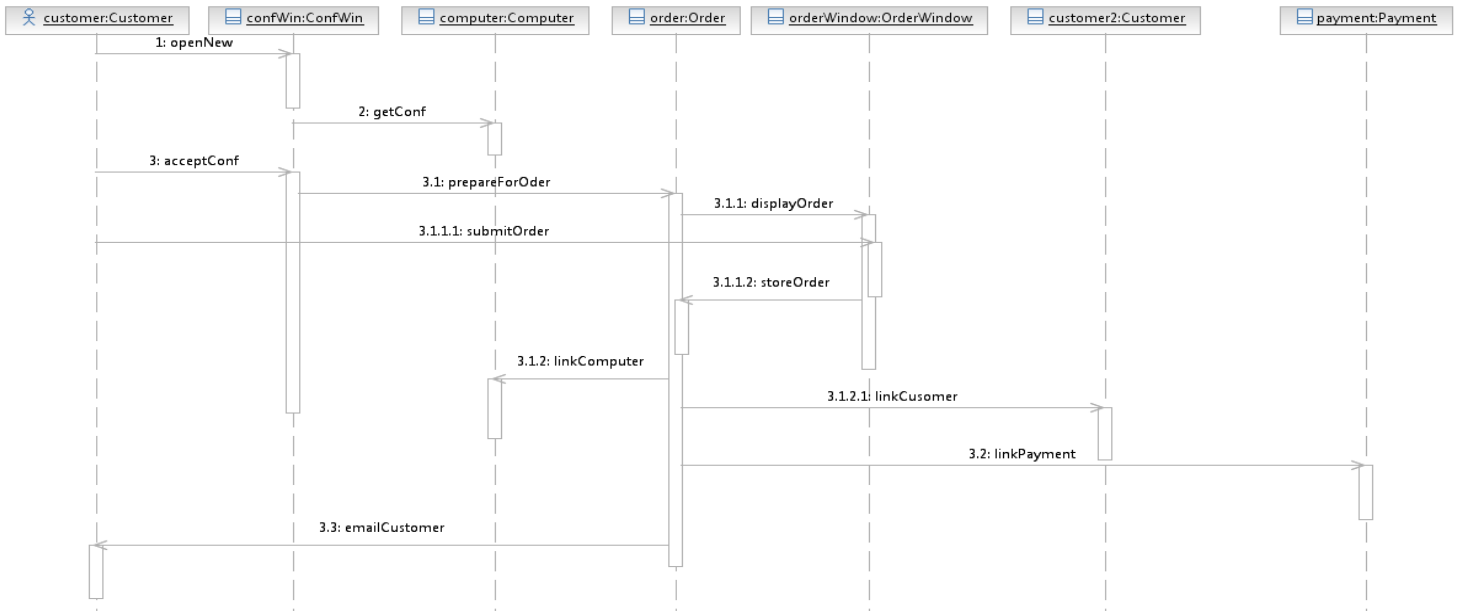 customer:Customer
confWin:ConfWin
computer:Computer
order:Order
orderWindow:OrderWindow
customer2:Customer
payment:Payment
1: openNew
2: getConf
3: acceptConf
3.1: prepareForOder
3.1.1: displayOrder
3.1.1.1: submitOrder
3.1.1.2: storeOrder
3.1.2: linkComputer
3.1.2.1: linkCusomer
3.2: linkPayment
3.3: emailCustomer